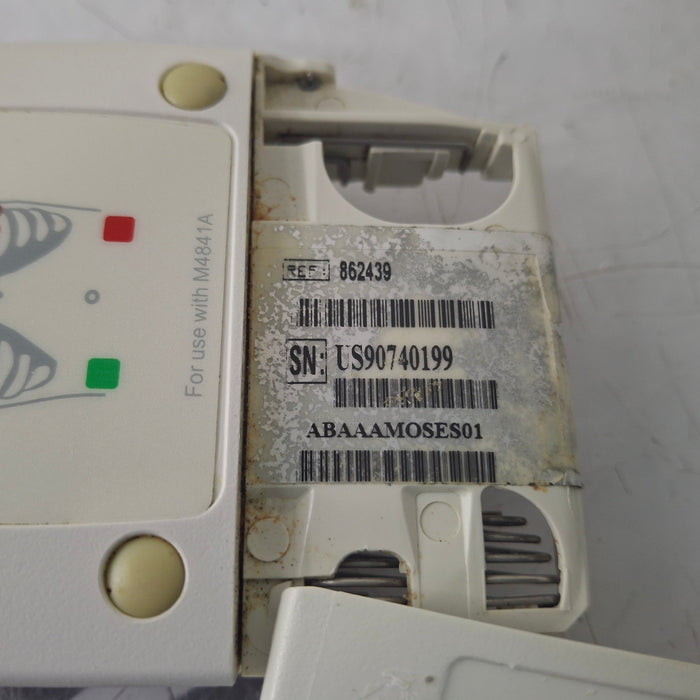 For use with M4841A
REF: 862439
SN: US90740199
ABAAAMOSES01